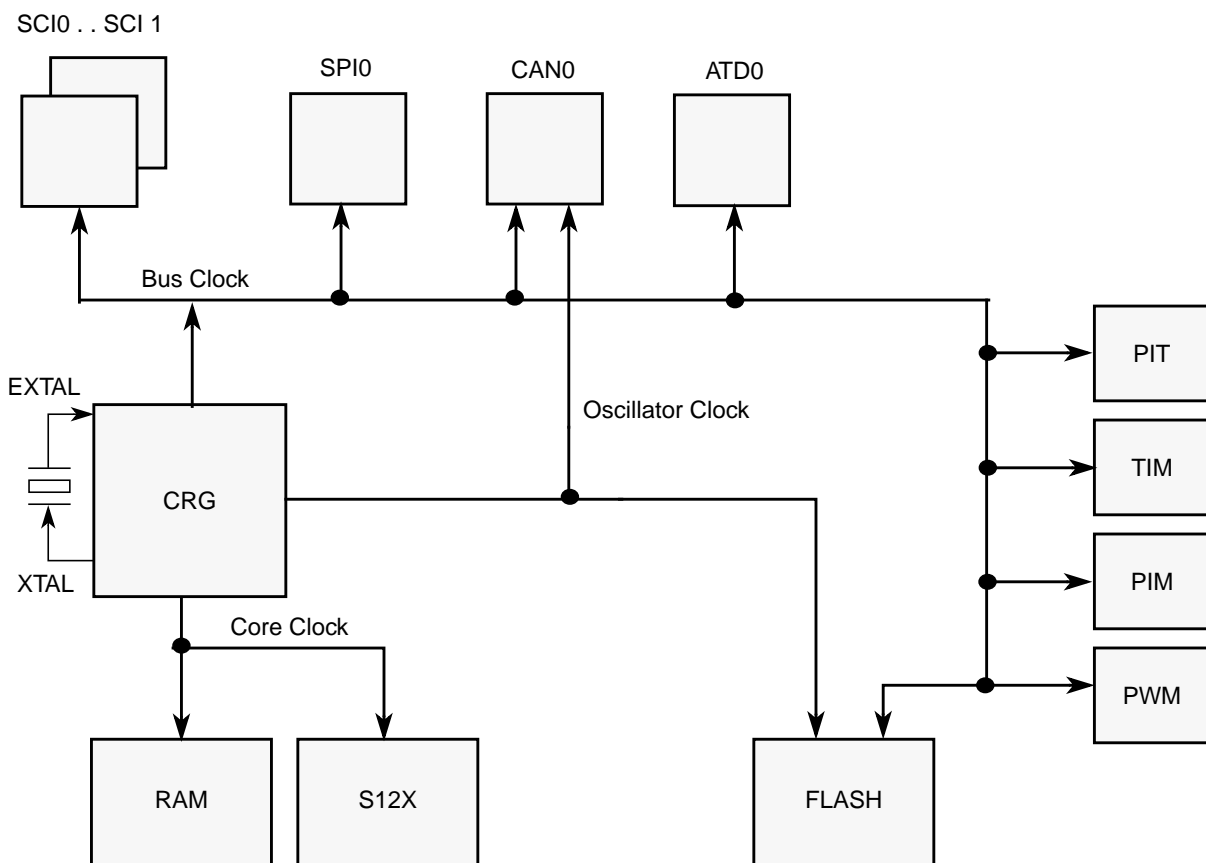 SCI0 . . SCI 1
SPI0
CAN0
ATD0
Bus Clock
PIT
EXTAL
Oscillator Clock
TIM
CRG
XTAL
PIM
Core Clock
PWM
RAM
S12X
FLASH